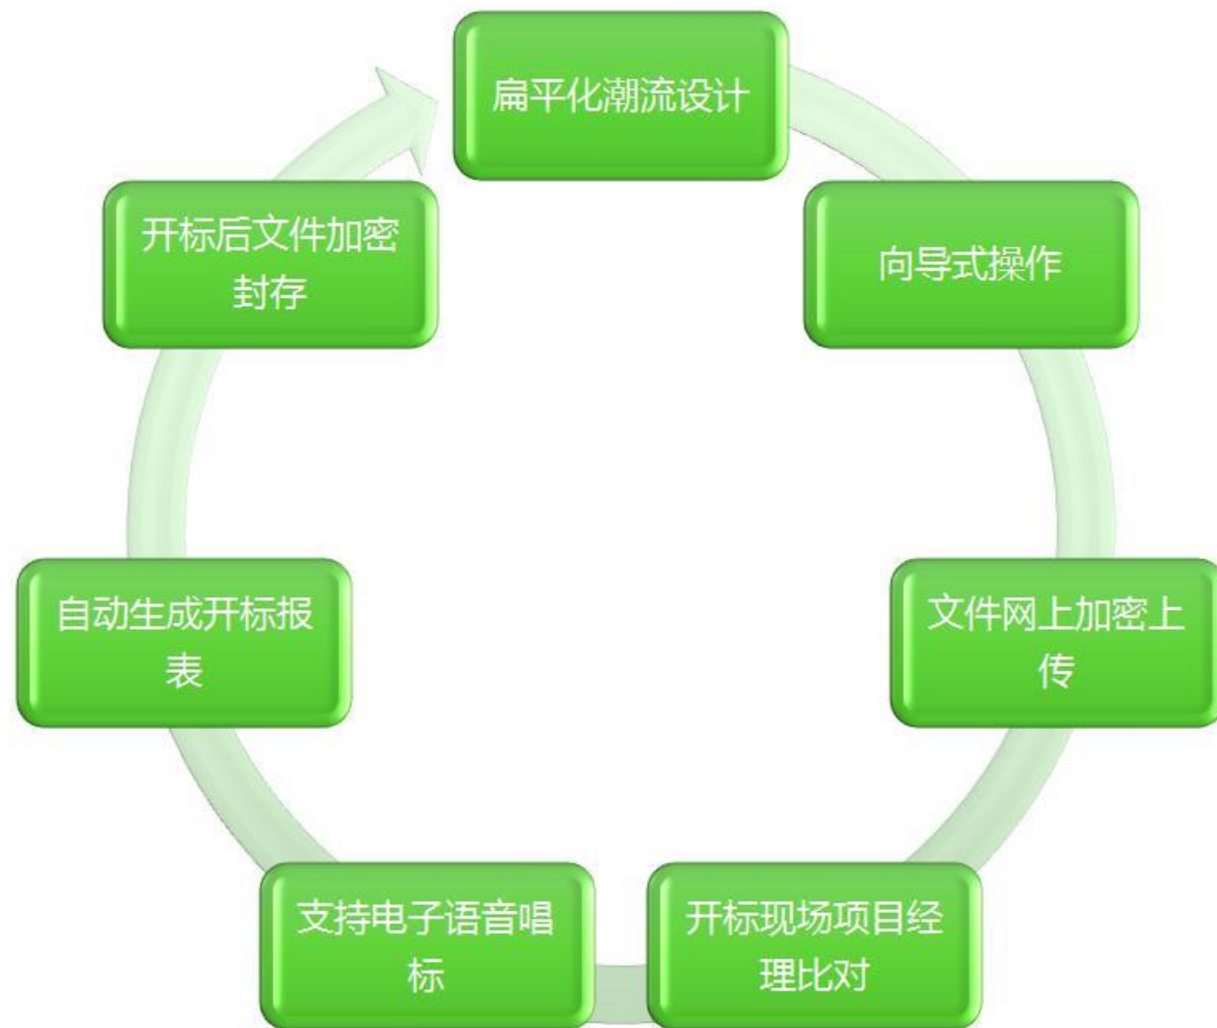 扁平化潮流设计
向导式操作
文件网上加密上
传
开标现场项目经
理比对
支持电子语音唱
标
自动生成开标报
表
开标后文件加密
封存